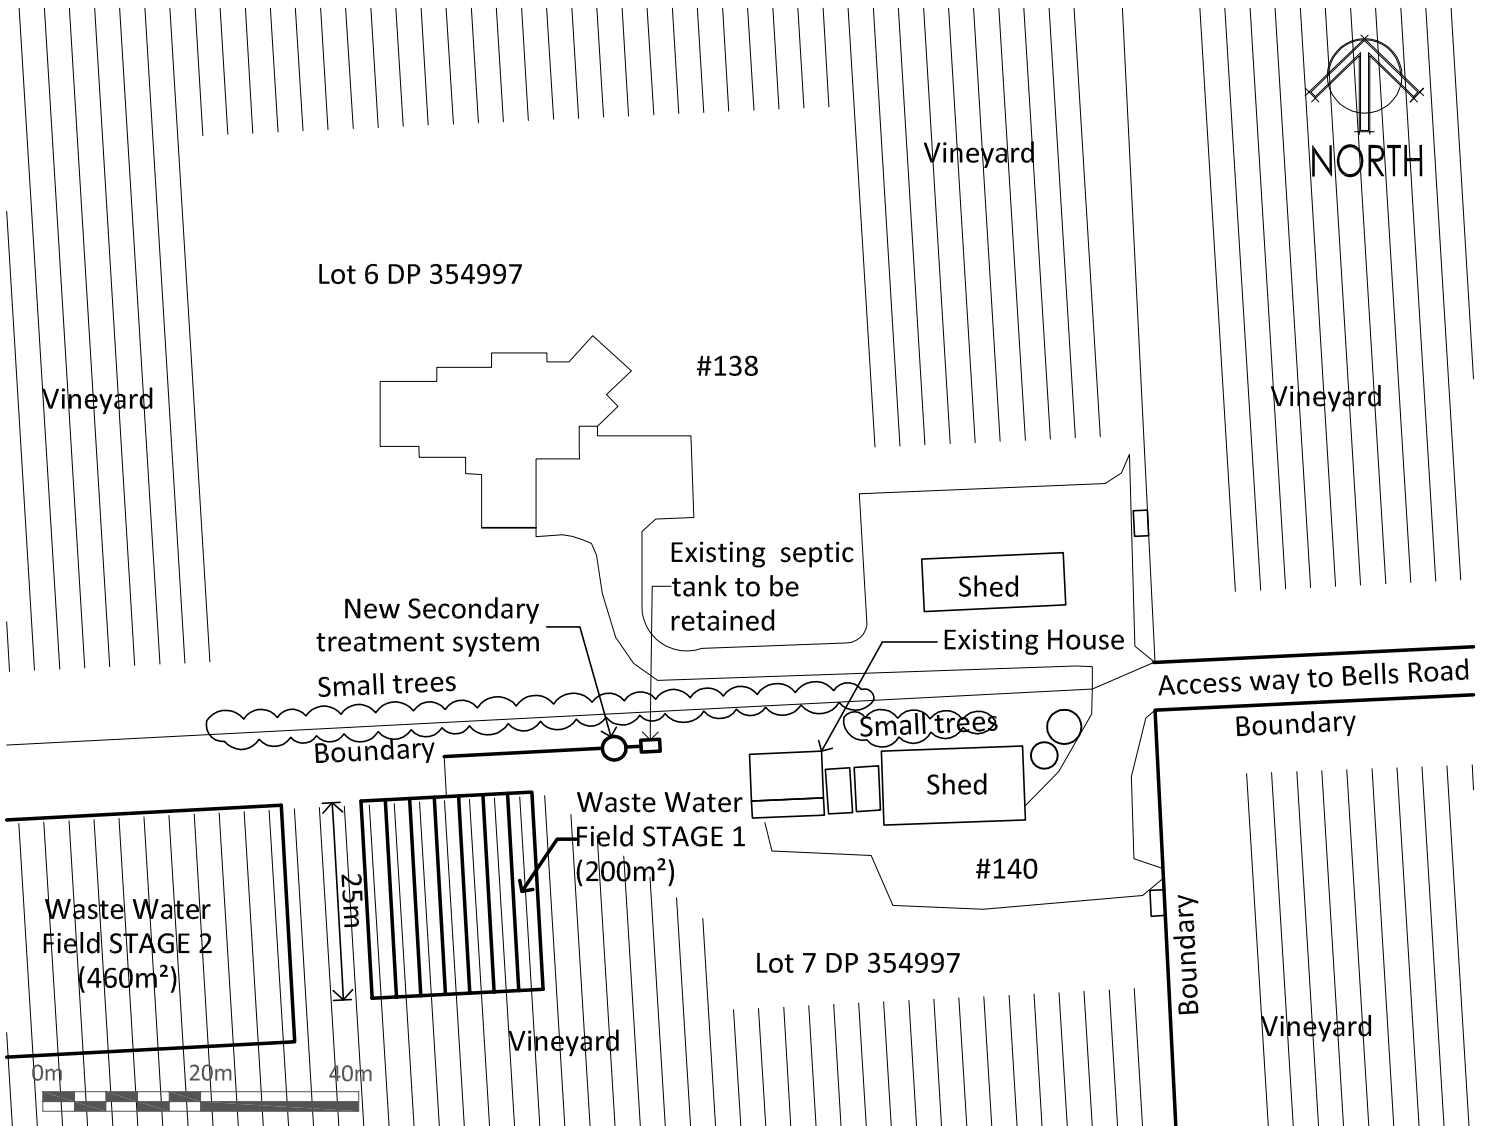 Vineyard
NORTH
Lot 6 DP 354997
#138
Vineyard
Vineyard
Existing septic
tank to be
retained
Shed
New Secondary
treatment system
Existing House
Small trees
Access way to Bells Road
Small trees
Boundary
Boundary
Shed
Waste Water
Field STAGE 1
(200m²)
#140
25m
Waste Water
Field STAGE 2
(460m²)
Boundary
Lot 7 DP 354997
Vineyard
Vineyard
0m 20m 40m